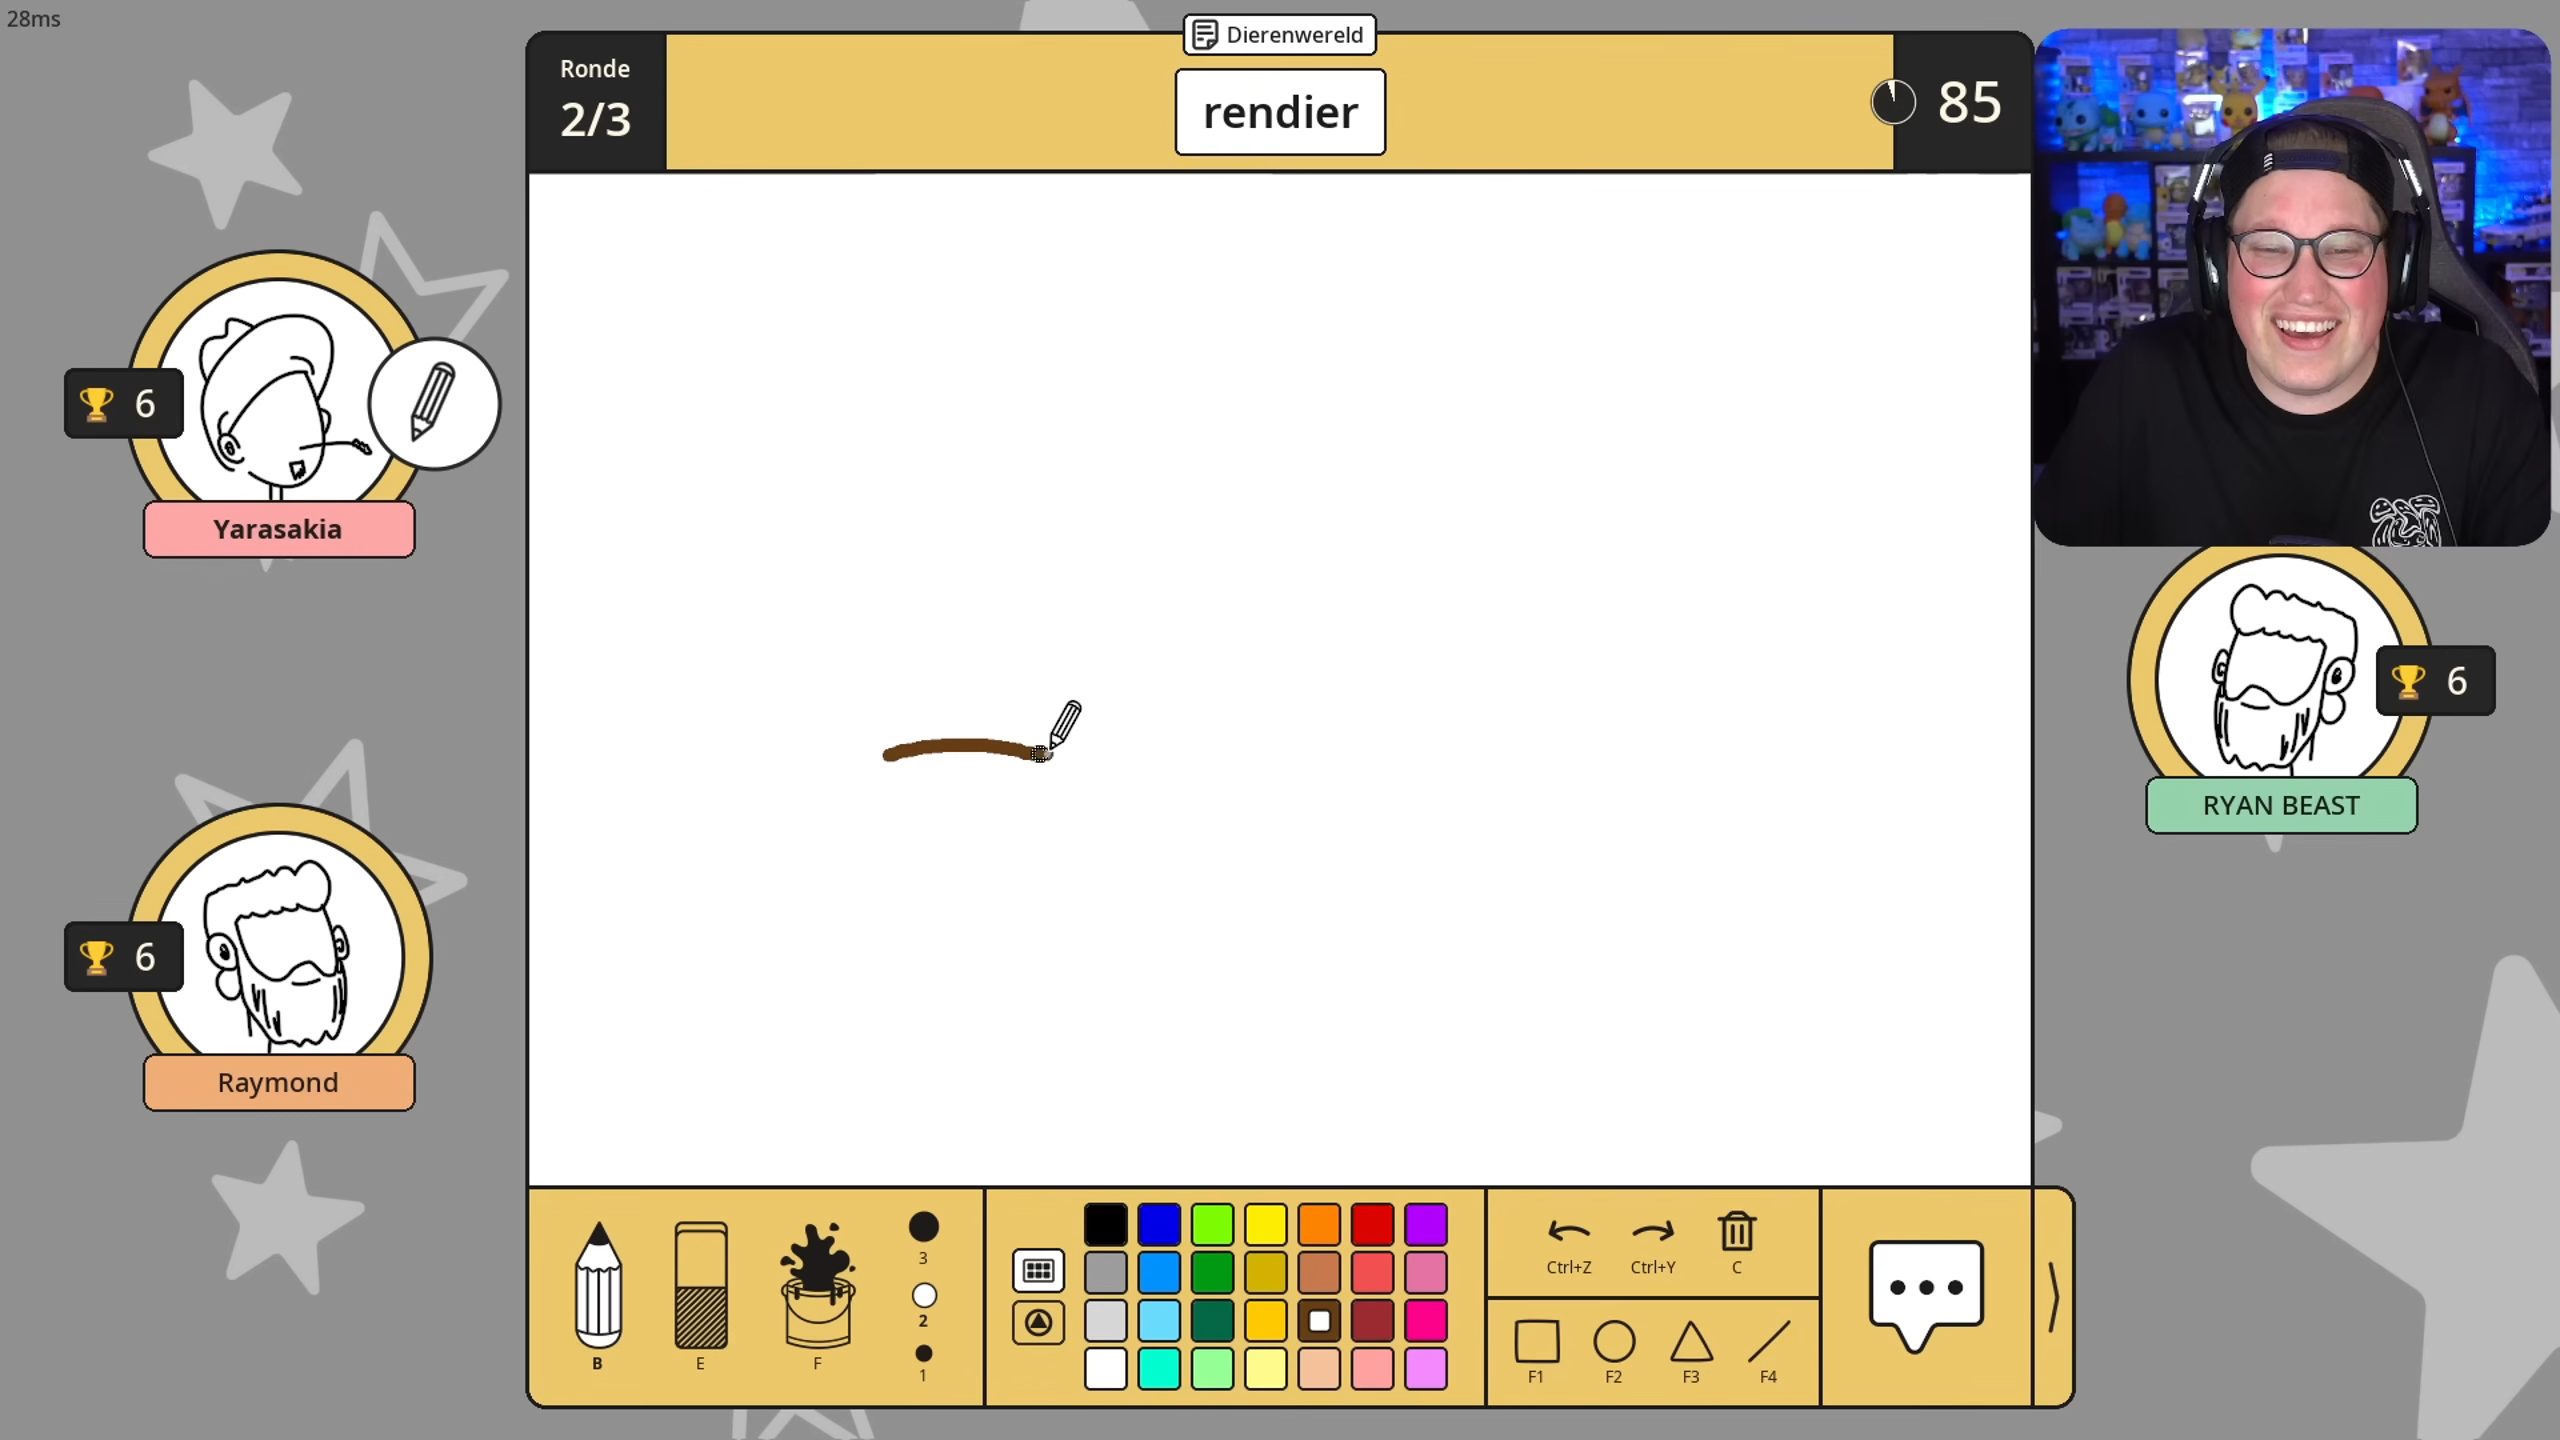 28ms
Dierenwereld
Ronde
2/3
rendier
85
6
Yarasakia
6
RYAN BEAST
6
Raymond
B
E
F
3
2
1
Ctrl+Z
Ctrl+Y
C
F1
F2
F3
F4